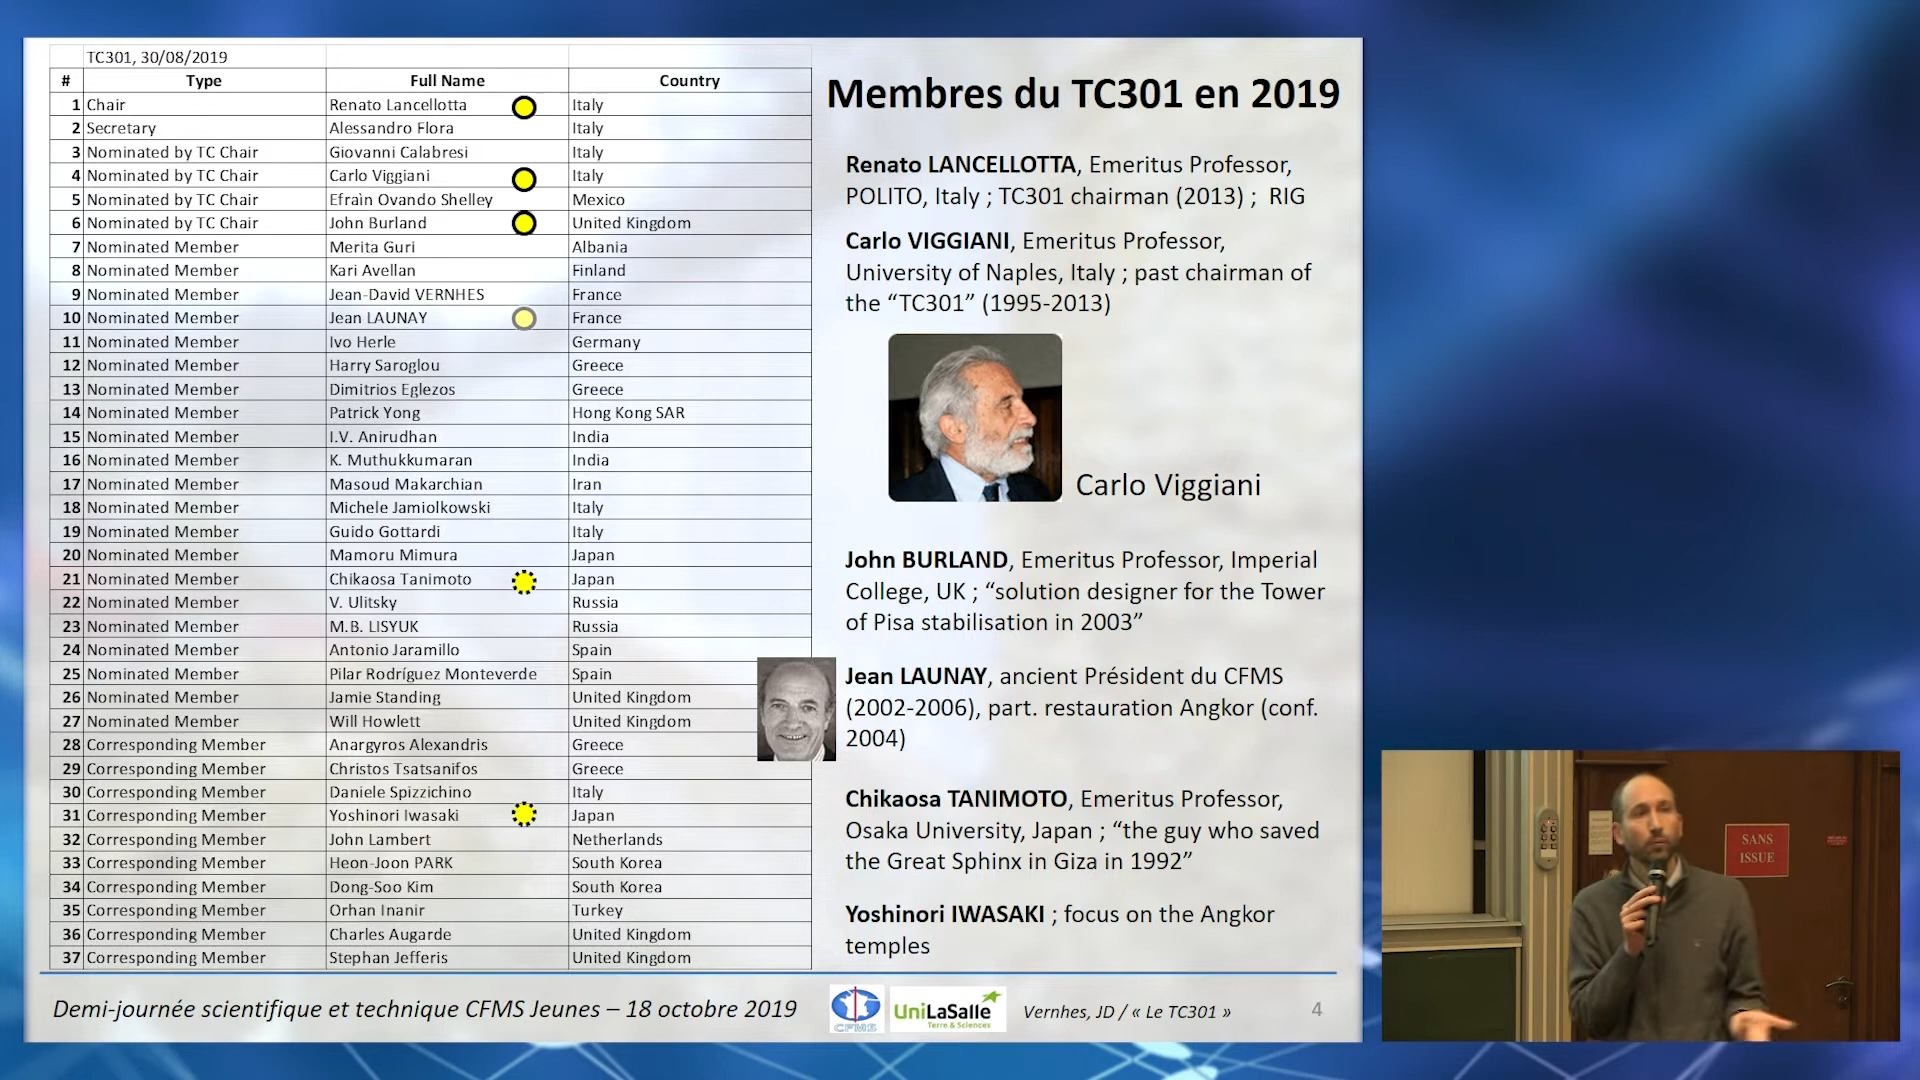 TC301, 30/08/2019
# Type Full Name Country
1 Chair Renato Lancellotta Italy
2 Secretary Alessandro Flora Italy
3 Nominated by TC Chair Giovanni Calabresi Italy
4 Nominated by TC Chair Carlo Viggiani Italy
5 Nominated by TC Chair Efraìn Ovando Shelley Mexico
6 Nominated by TC Chair John Burland United Kingdom
7 Nominated Member Merita Guri Albania
8 Nominated Member Kari Avellan Finland
9 Nominated Member Jean-David VERNHES France
10 Nominated Member Jean LAUNAY France
11 Nominated Member Ivo Herle Germany
12 Nominated Member Harry Saroglou Greece
13 Nominated Member Dimitrios Eglezos Greece
14 Nominated Member Patrick Yong Hong Kong SAR
15 Nominated Member I.V. Anirudhan India
16 Nominated Member K. Muthukkumaran India
17 Nominated Member Masoud Makarchian Iran
18 Nominated Member Michele Jamiolkowski Italy
19 Nominated Member Guido Gottardi Italy
20 Nominated Member Mamoru Mimura Japan
21 Nominated Member Chikaosa Tanimoto Japan
22 Nominated Member V. Ulitsky Russia
23 Nominated Member M.B. LISYUK Russia
24 Nominated Member Antonio Jaramillo Spain
25 Nominated Member Pilar Rodríguez Monteverde Spain
26 Nominated Member Jamie Standing United Kingdom
27 Nominated Member Will Howlett United Kingdom
28 Corresponding Member Anargyros Alexandris Greece
29 Corresponding Member Christos Tsatsanifos Greece
30 Corresponding Member Daniele Spizzichino Italy
31 Corresponding Member Yoshinori Iwasaki Japan
32 Corresponding Member John Lambert Netherlands
33 Corresponding Member Heon-Joon PARK South Korea
34 Corresponding Member Dong-Soo Kim South Korea
35 Corresponding Member Orhan Inanir Turkey
36 Corresponding Member Charles Augarde United Kingdom
37 Corresponding Member Stephan Jefferis United Kingdom
Membres du TC301 en 2019
Renato LANCELLOTTA, Emeritus Professor,
POLITO, Italy ; TC301 chairman (2013) ; RIG
Carlo VIGGIANI, Emeritus Professor,
University of Naples, Italy ; past chairman of
the “TC301” (1995-2013)
Carlo Viggiani
John BURLAND, Emeritus Professor, Imperial
College, UK ; “solution designer for the Tower
of Pisa stabilisation in 2003”
Jean LAUNAY, ancient Président du CFMS
(2002-2006), part. restauration Angkor (conf.
2004)
Chikaosa TANIMOTO, Emeritus Professor,
Osaka University, Japan ; “the guy who saved
the Great Sphinx in Giza in 1992”
Yoshinori IWASAKI ; focus on the Angkor
temples
Demi-journée scientifique et technique CFMS Jeunes – 18 octobre 2019
CFMS
UniLaSalle
Terre & Sciences
Vernhes, JD / « Le TC301 »
4
SANS
ISSUE